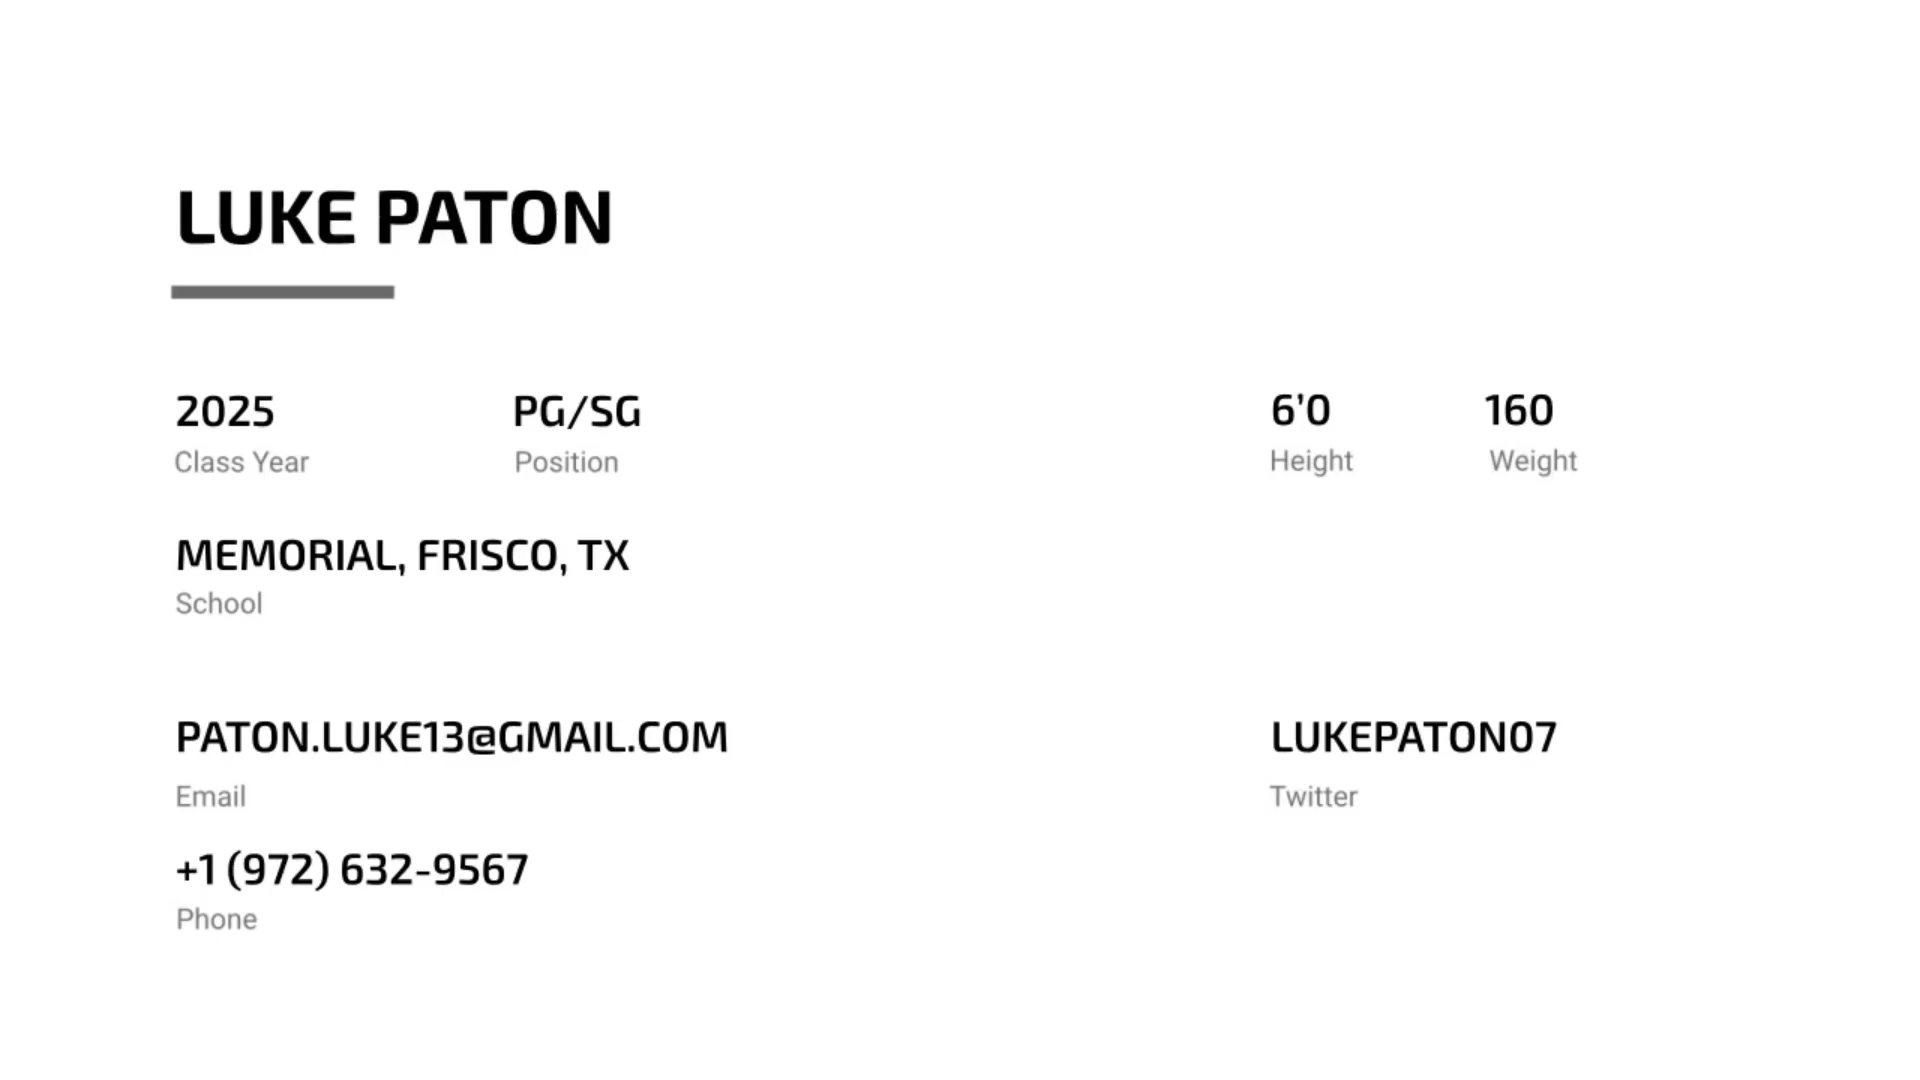 LUKE PATON
2025 PG/SG 6'0 160
Class Year Position Height Weight
MEMORIAL, FRISCO, TX
School
PATON.LUKE13@GMAIL.COM LUKEPATON07
Email Twitter
+1 (972) 632-9567
Phone